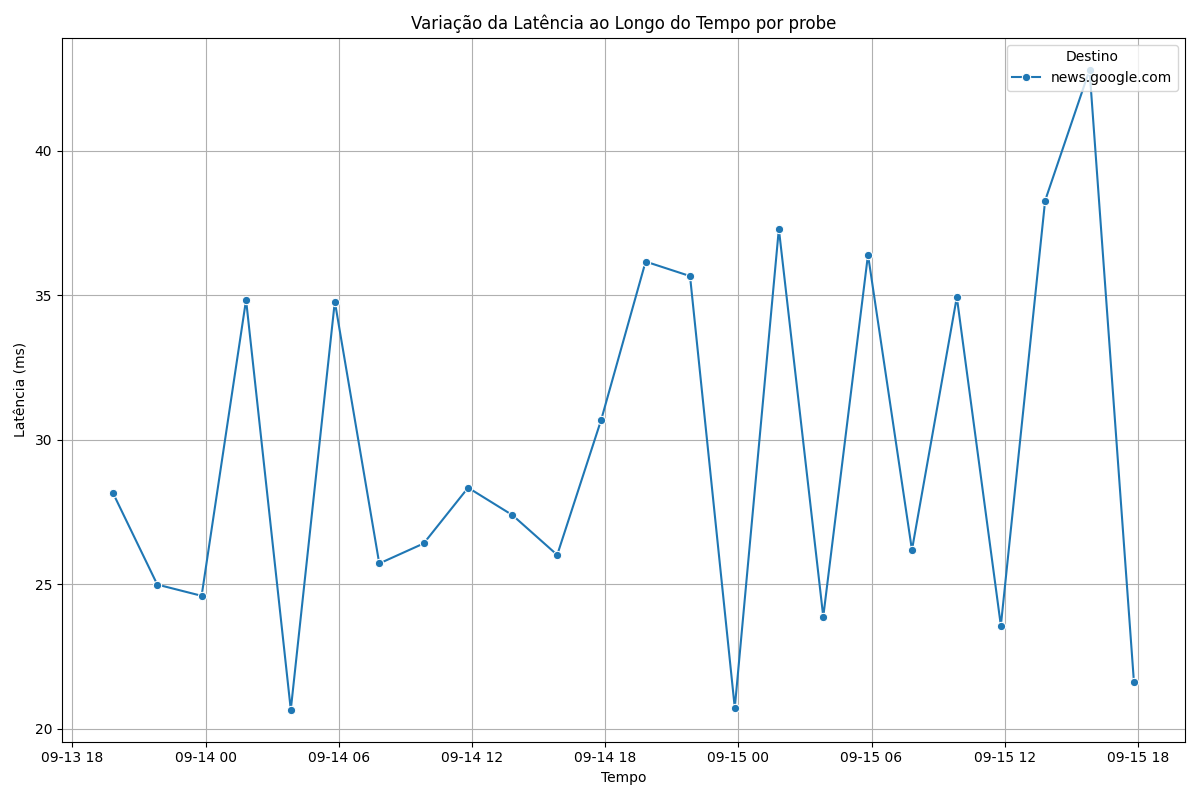 Variação da Latência ao Longo do Tempo por probe
Destino
news.google.com
Latência (ms)
40
35
30
25
20
09-13 18
09-14 00
09-14 06
09-14 12
09-14 18
09-15 00
09-15 06
09-15 12
09-15 18
Tempo